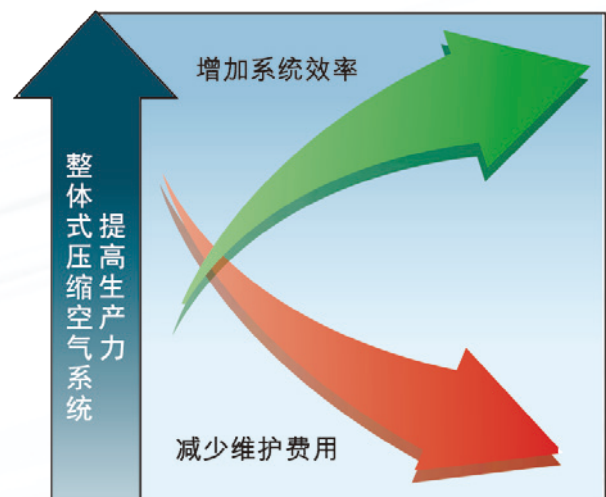 增加系统效率
整体式压缩空气系统
提高生产力
减少维护费用